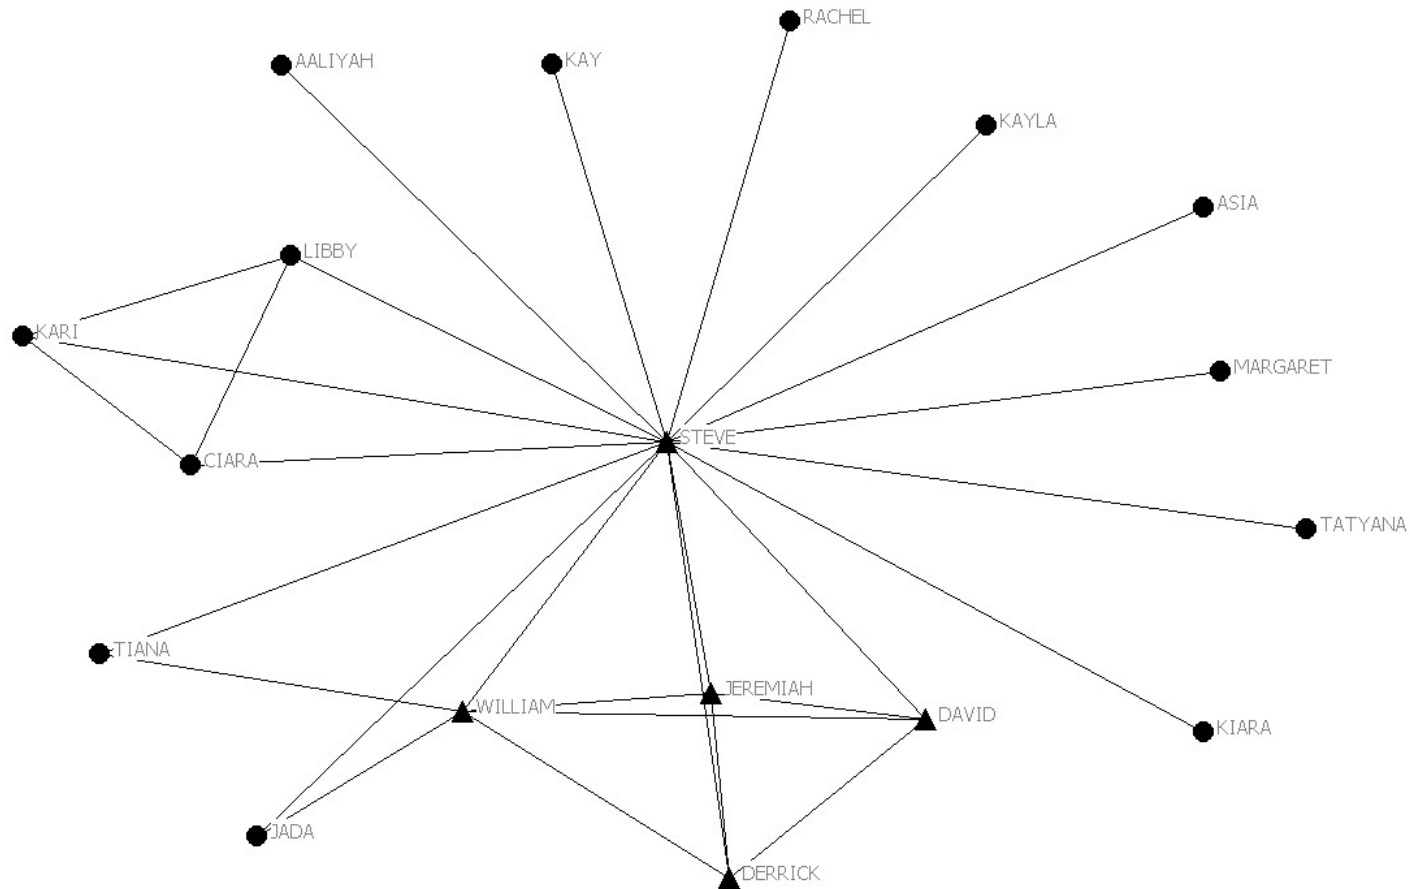 RACHEL
AALIYAH
KAY
KAYLA
ASIA
LIBBY
KARI
MARGARET
STEVE
CIARA
TATYANA
TIANA
JEREMIAH
WILLIAM
DAVID
KIARA
JADA
DERRICK